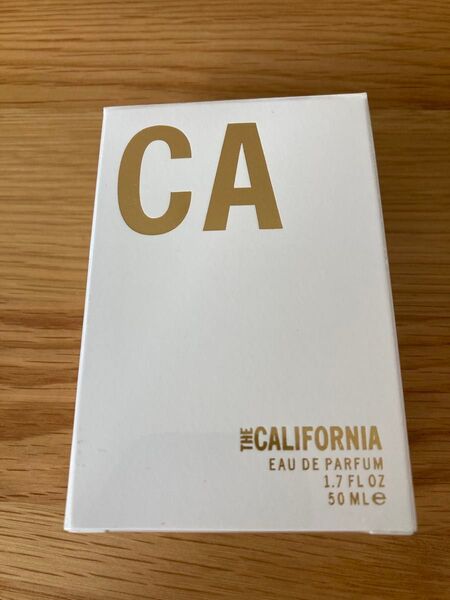 CA
THE CALIFORNIA
EAU DE PARFUM
1.7 FL OZ
50 ML ℮